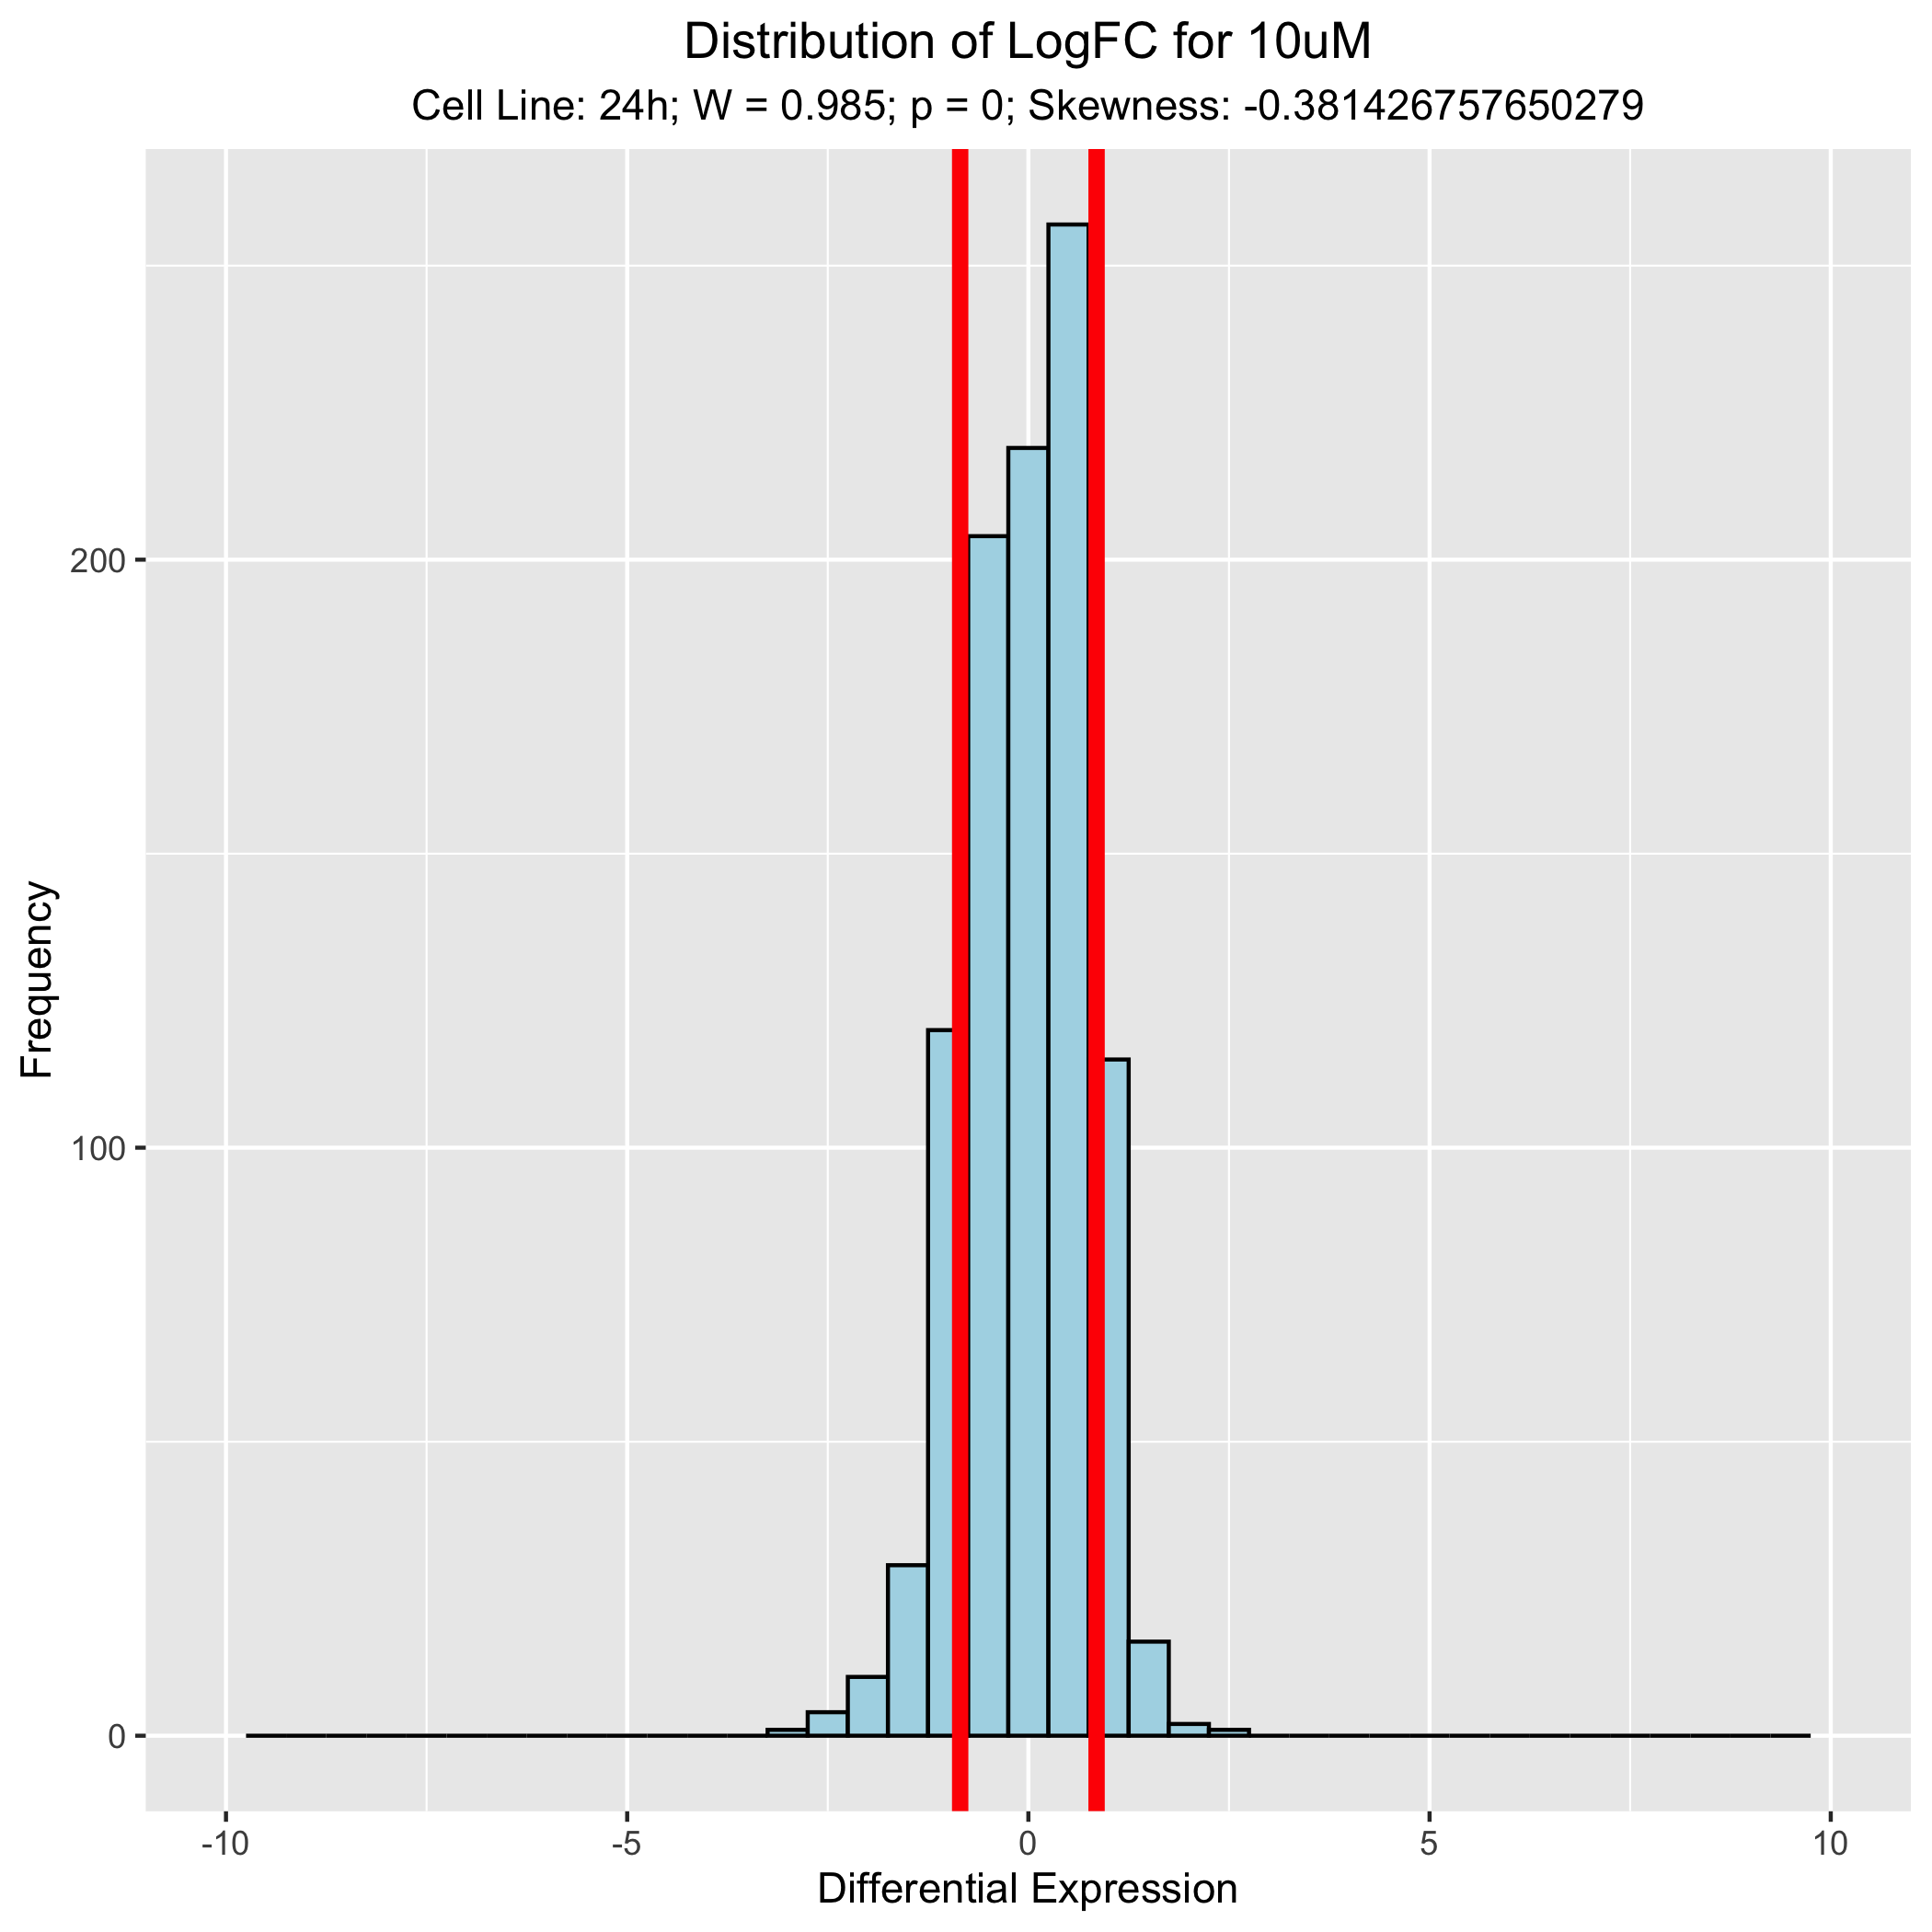 Distribution of LogFC for 10uM
Cell Line: 24h; W = 0.985; p = 0; Skewness: -0.381426757650279
Frequency
200
100
0
-10 -5 0 5 10
Differential Expression